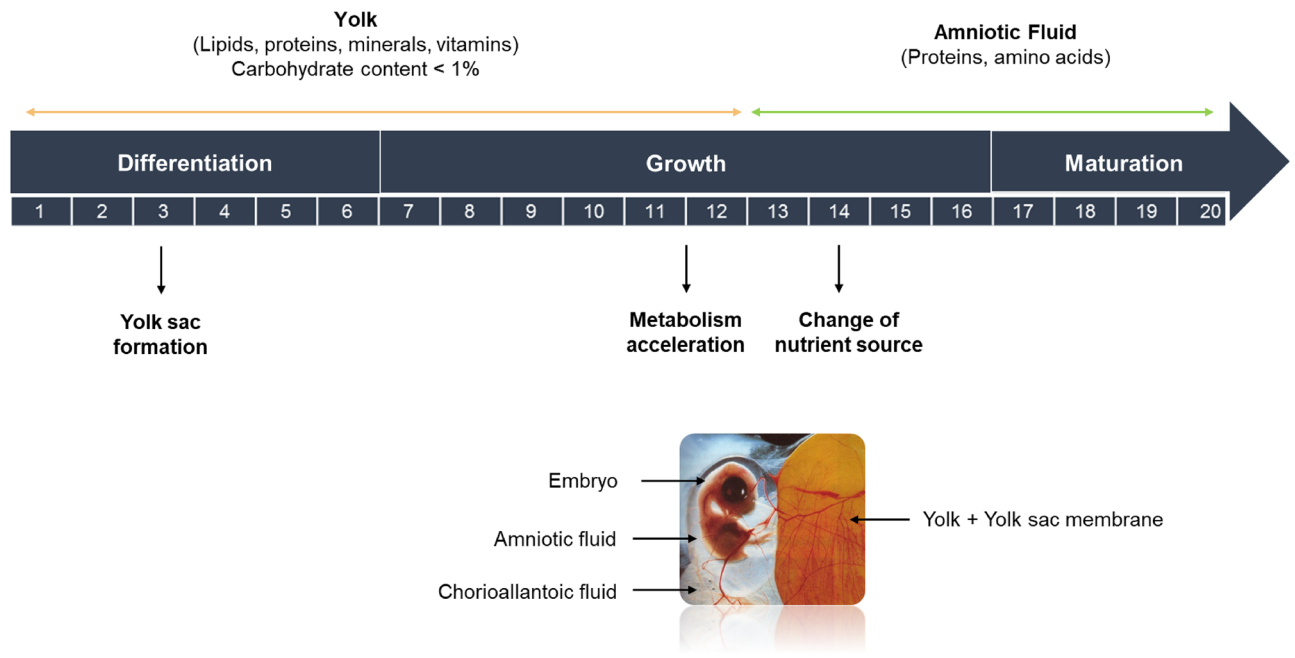 Yolk
(Lipids, proteins, minerals, vitamins)
Carbohydrate content < 1%
Amniotic Fluid
(Proteins, amino acids)
Differentiation
Growth
Maturation
1 2 3 4 5 6 7 8 9 10 11 12 13 14 15 16 17 18 19 20
Yolk sac
formation
Metabolism
acceleration
Change of
nutrient source
Embryo
Amniotic fluid
Chorioallantoic fluid
Yolk + Yolk sac membrane